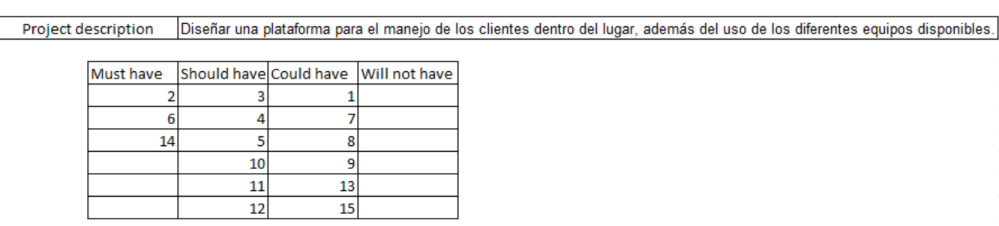 Project description Diseñar una plataforma para el manejo de los clientes dentro del lugar, además del uso de los diferentes equipos disponibles.
Must have Should have Could have Will not have
2 3 1
6 4 7
14 5 8
10 9
11 13
12 15